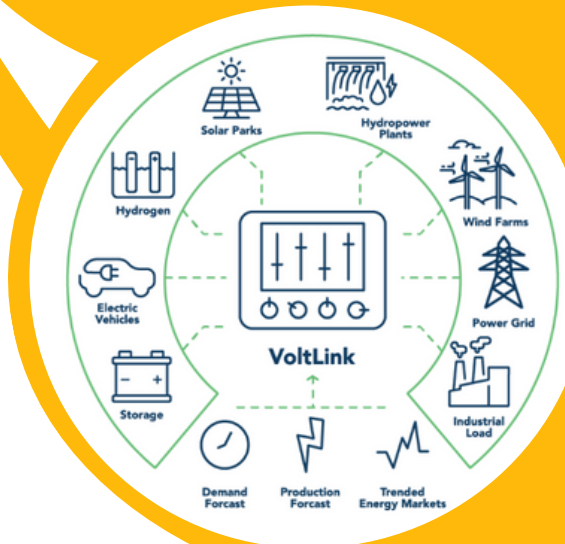 Solar Parks
Hydropower
Plants
Hydrogen
Wind Farms
Electric
Vehicles
Power Grid
VoltLink
Storage
Industrial
Load
Demand
Forcast
Production
Forcast
Trended
Energy Markets